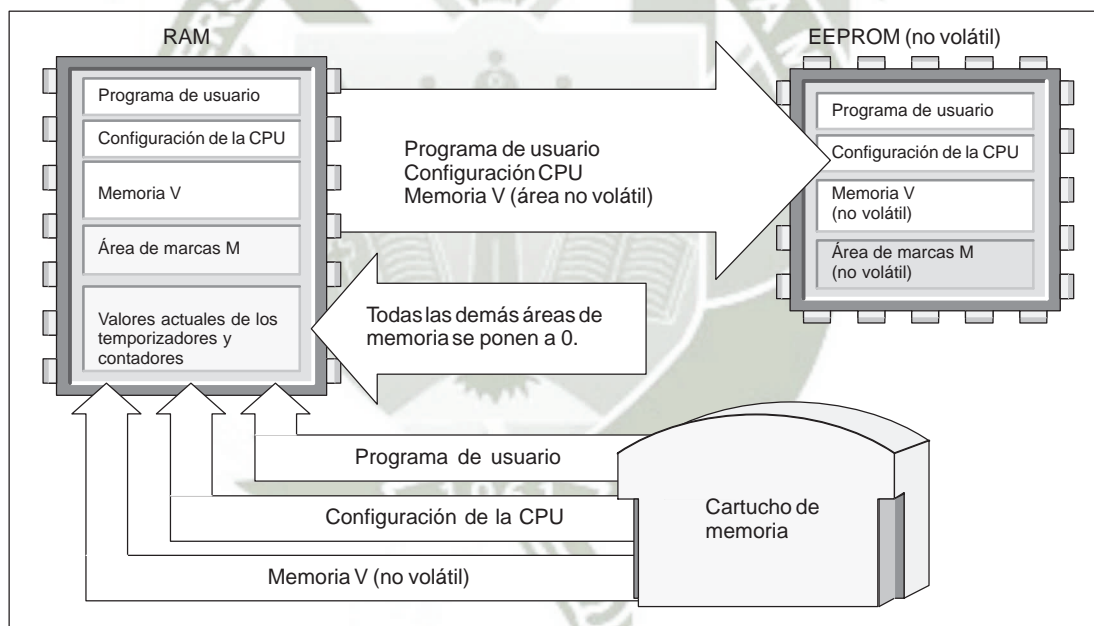 RAM
EEPROM (no volátil)
Programa de usuario
Configuración de la CPU
Memoria V
Área de marcas M
Valores actuales de los
temporizadores y
contadores
Programa de usuario
Configuración CPU
Memoria V (área no volátil)
Programa de usuario
Configuración de la CPU
Memoria V
(no volátil)
Área de marcas M
(no volátil)
Todas las demás áreas de
memoria se ponen a 0.
Programa de usuario
Configuración de la CPU
Memoria V (no volátil)
Cartucho de
memoria